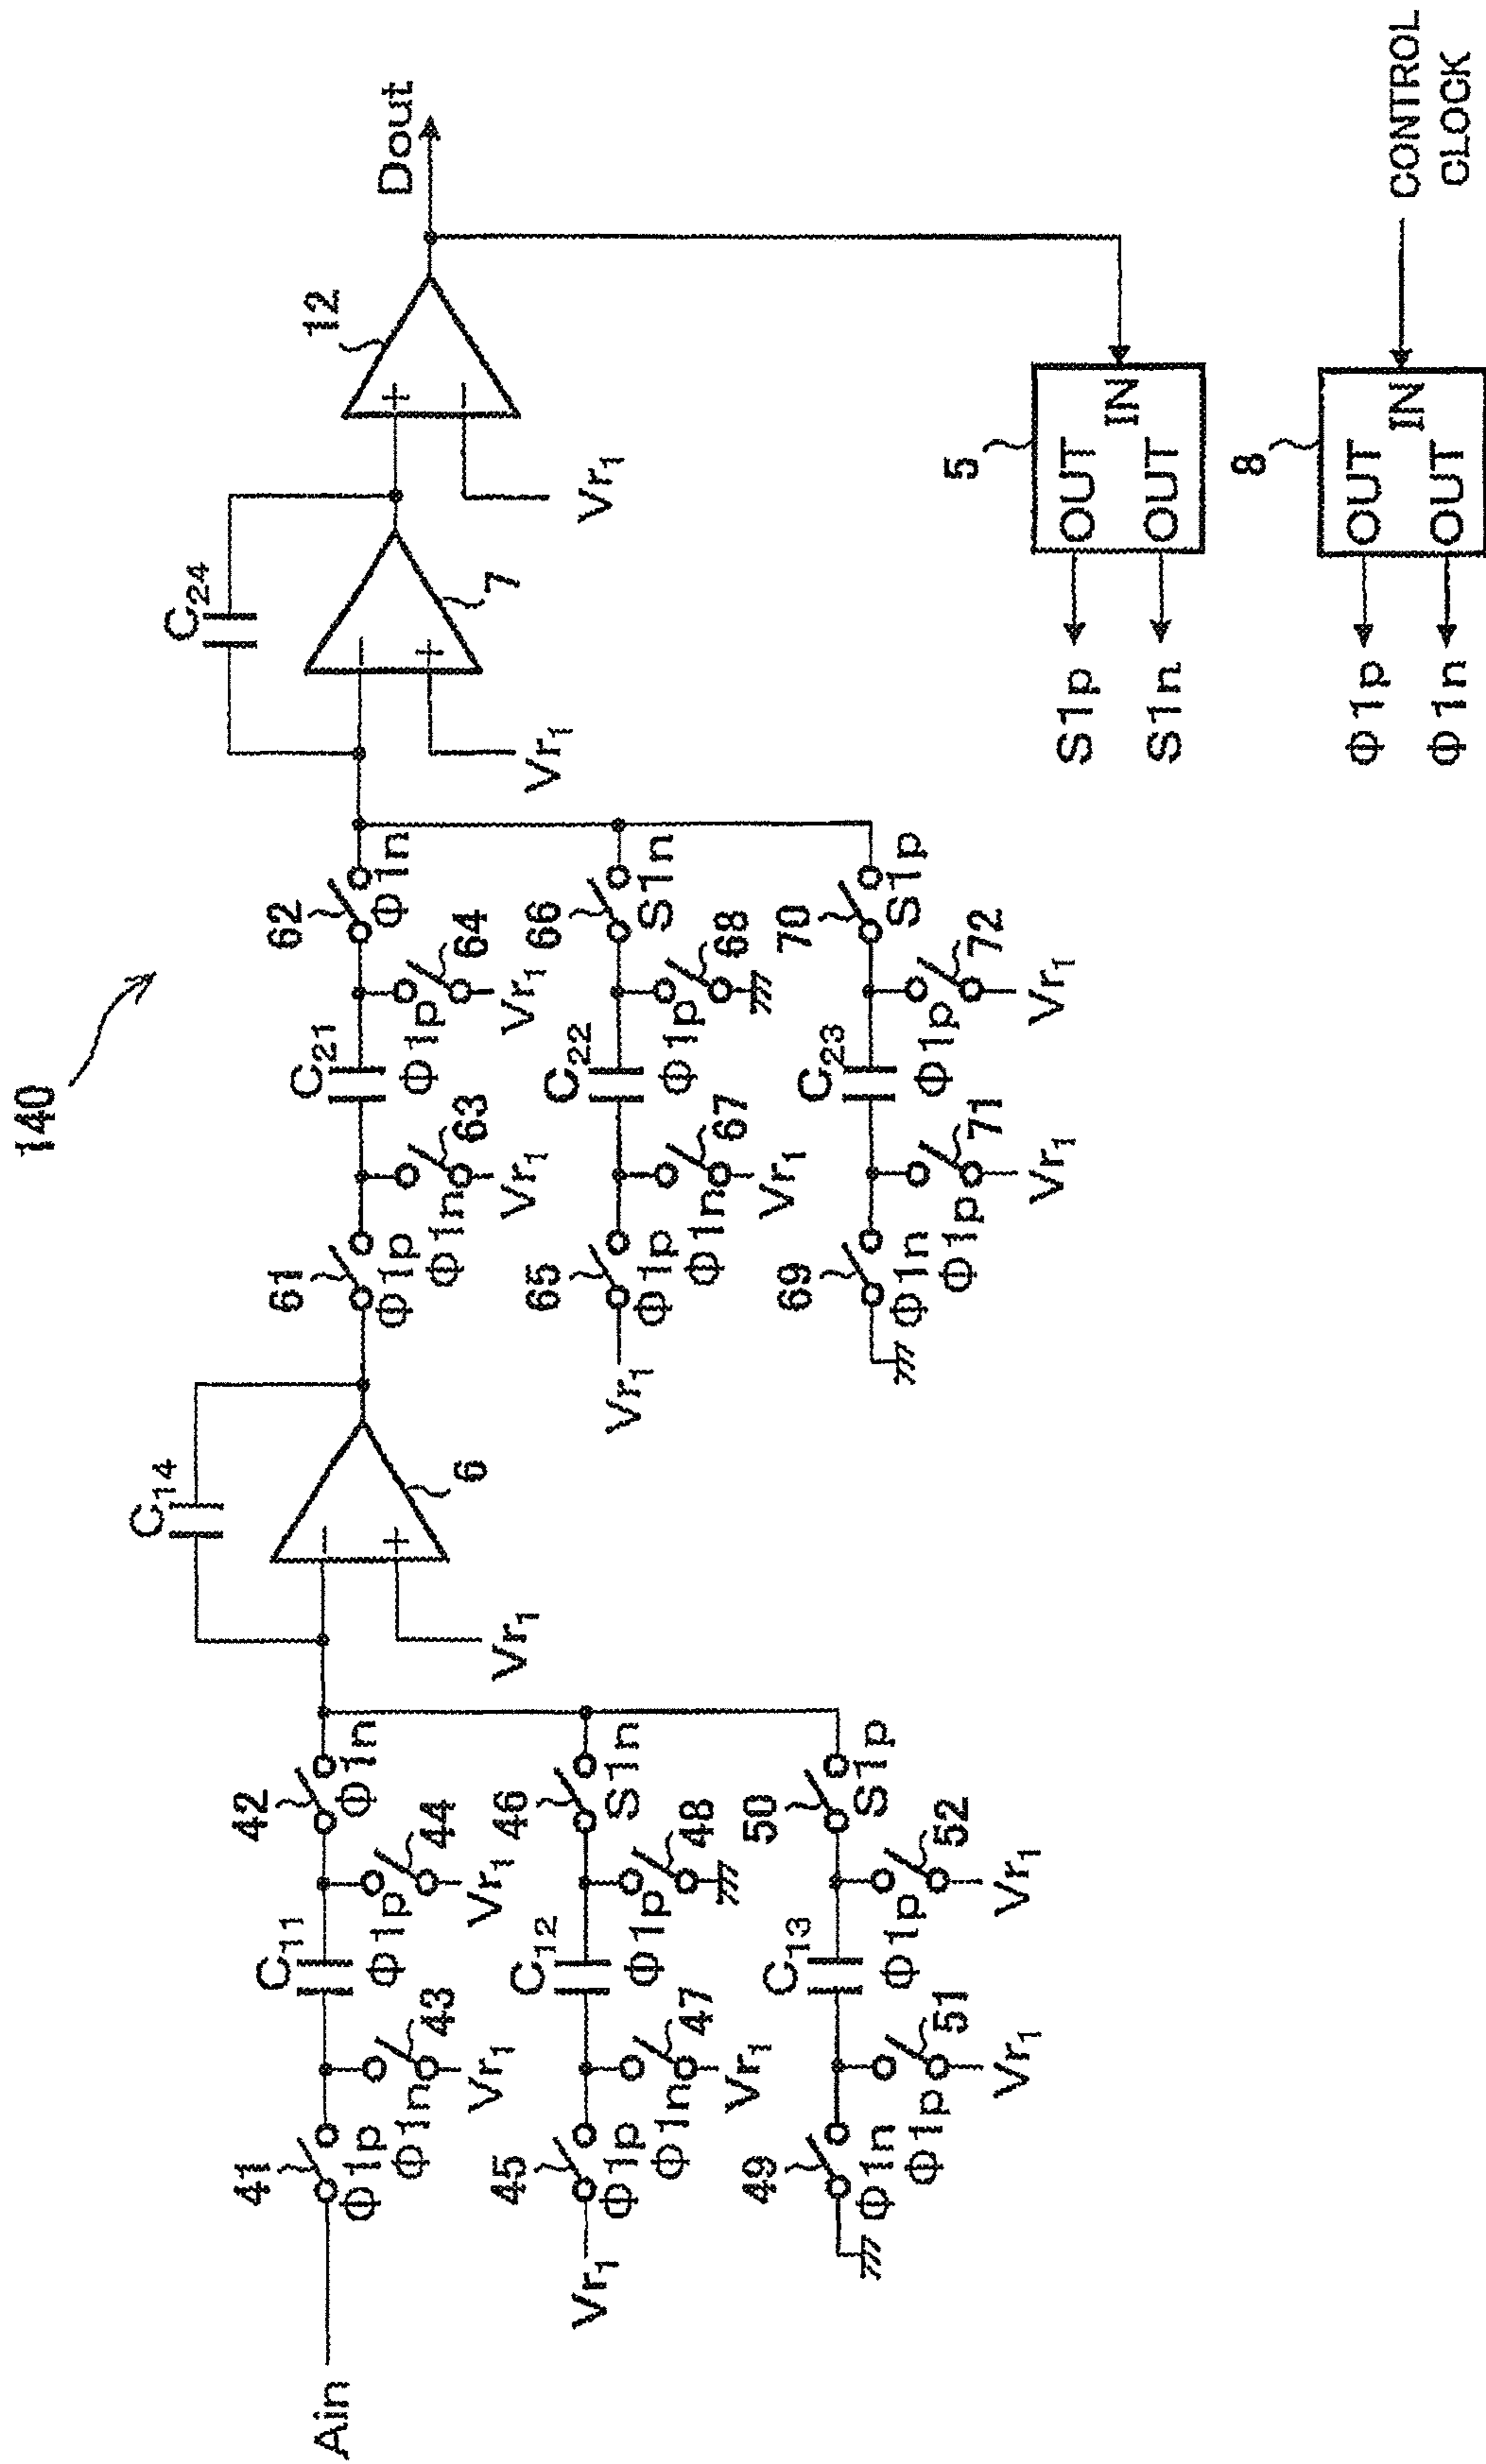 140
Ain
41
Φ1p
43
Φ1n
Vr1
C11
44
Φ1p
Vr1
42
Φ1n
Vr1
45
Φ1p
47
Φ1n
Vr1
C12
48
Φ1p
46
S1n
49
Φ1n
51
Φ1p
Vr1
C13
52
Φ1p
Vr1
50
S1p
C14
6
Vr1
61
Φ1p
63
Φ1n
Vr1
C21
64
Φ1p
Vr1
62
Φ1n
Vr1
65
Φ1p
67
Φ1n
Vr1
C22
68
Φ1p
66
S1n
69
Φ1n
71
Φ1p
Vr1
C23
72
Φ1p
Vr1
70
S1p
C24
7
Vr1
12
Vr1
Dout
5
S1p
OUT
IN
S1n
OUT
8
Φ1p
OUT
IN
Φ1n
OUT
CONTROL
CLOCK